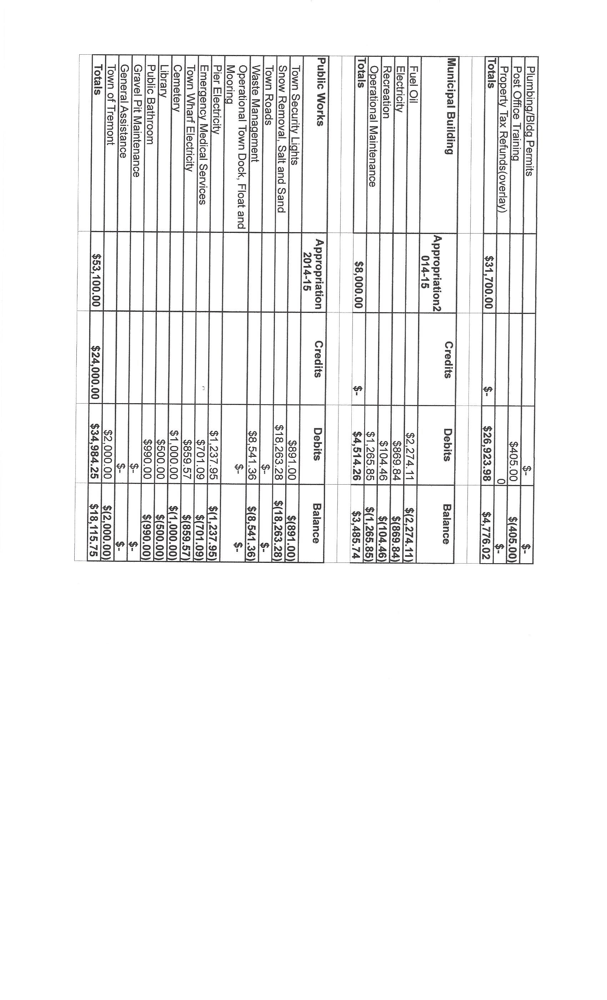 Plumbing/Bldg Permits $- $-
Post Office Training $405.00 $(405.00)
Property Tax Refunds(overlay) 0 $-
Totals $31,700.00 $- $26,923.98 $4,776.02
Municipal Building Appropriation2 Credits Debits Balance
014-15
Fuel Oil $2,274.11 $(2,274.11)
Electricity $869.84 $(869.84)
Recreation $104.46 $(104.46)
Operational Maintenance $1,265.85 $(1,265.85)
Totals $8,000.00 $- $4,514.26 $3,485.74
Public Works Appropriation Credits Debits Balance
2014-15
Town Security Lights $891.00 $(891.00)
Snow Removal, Salt and Sand $18,263.28 $(18,263.28)
Town Roads $- $-
Waste Management $8,541.36 $(8,541.36)
Operational Town Dock, Float and $- $-
Mooring
Pier Electricity $1,237.95 $(1,237.95)
Emergency Medical Services $701.09 $(701.09)
Town Wharf Electricity $859.57 $(859.57)
Cemetery $1,000.00 $(1,000.00)
Library $500.00 $(500.00)
Public Bathroom $990.00 $(990.00)
Gravel Pit Maintenance $- $-
General Assistance $- $-
Town of Tremont $2,000.00 $(2,000.00)
Totals $53,100.00 $24,000.00 $34,984.25 $18,115.75